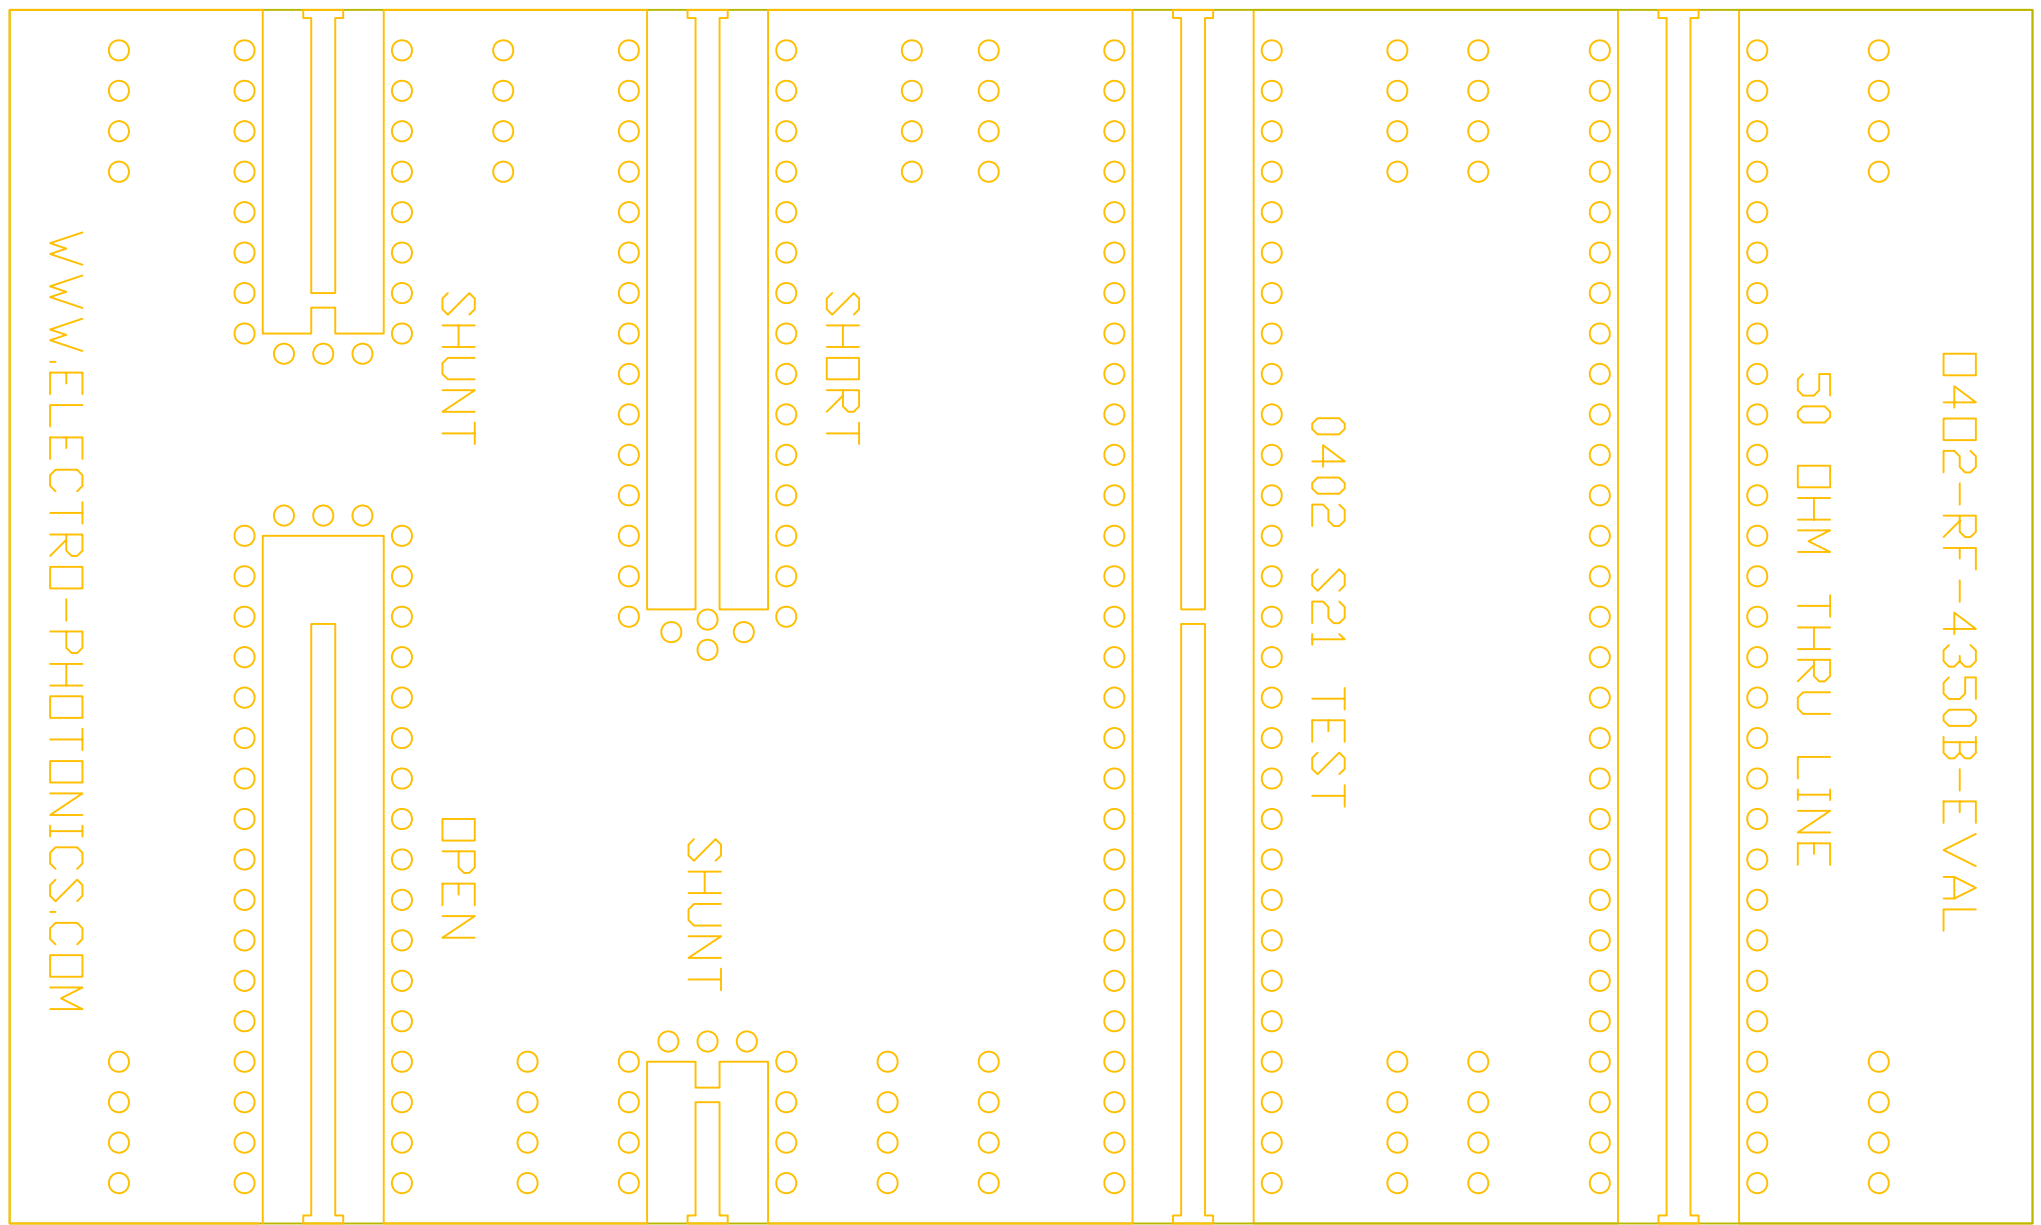 WWW.ELECTRO-PHOTONICS.COM
SHUNT
OPEN
SHORT
SHUNT
0402 S21 TEST
50 OHM THRU LINE
0402-RF-4350B-EVAL